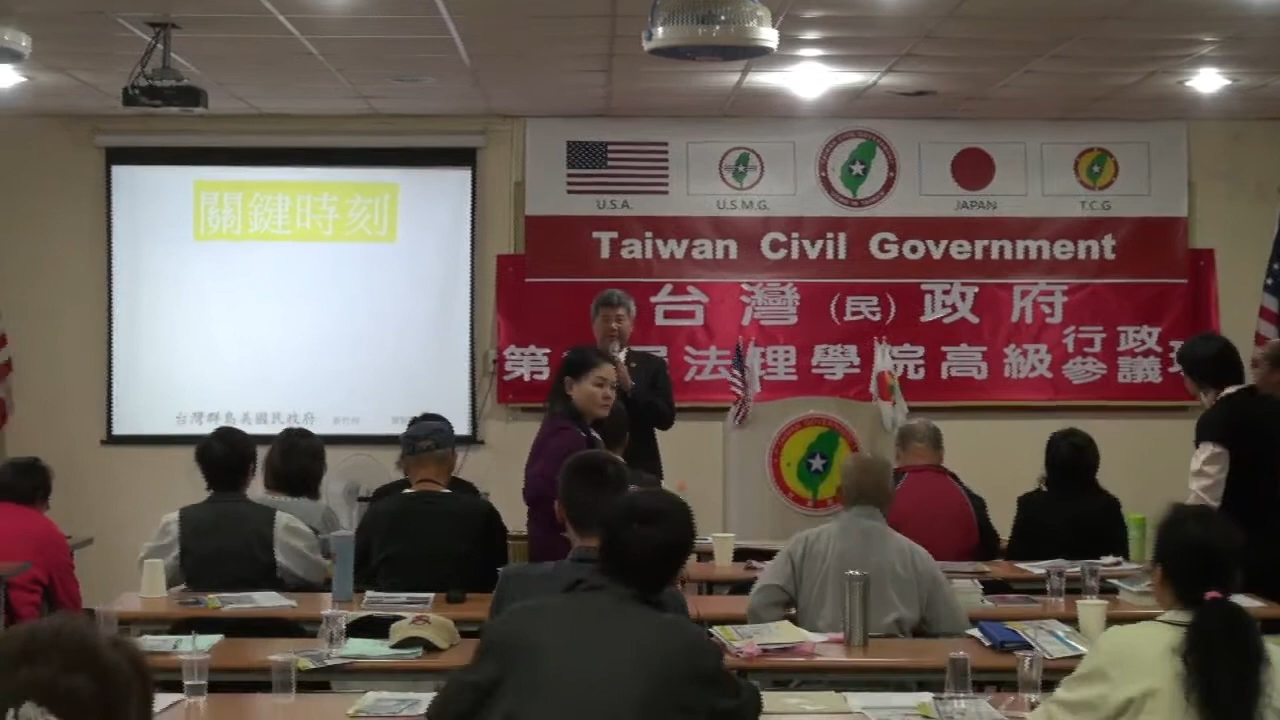 關鍵時刻
台灣群島美國民政府
U.S.A.
U.S.M.G.
JAPAN
T.C.G
Taiwan Civil Government
台灣(民)政府
第 法理學院高級行政
參議